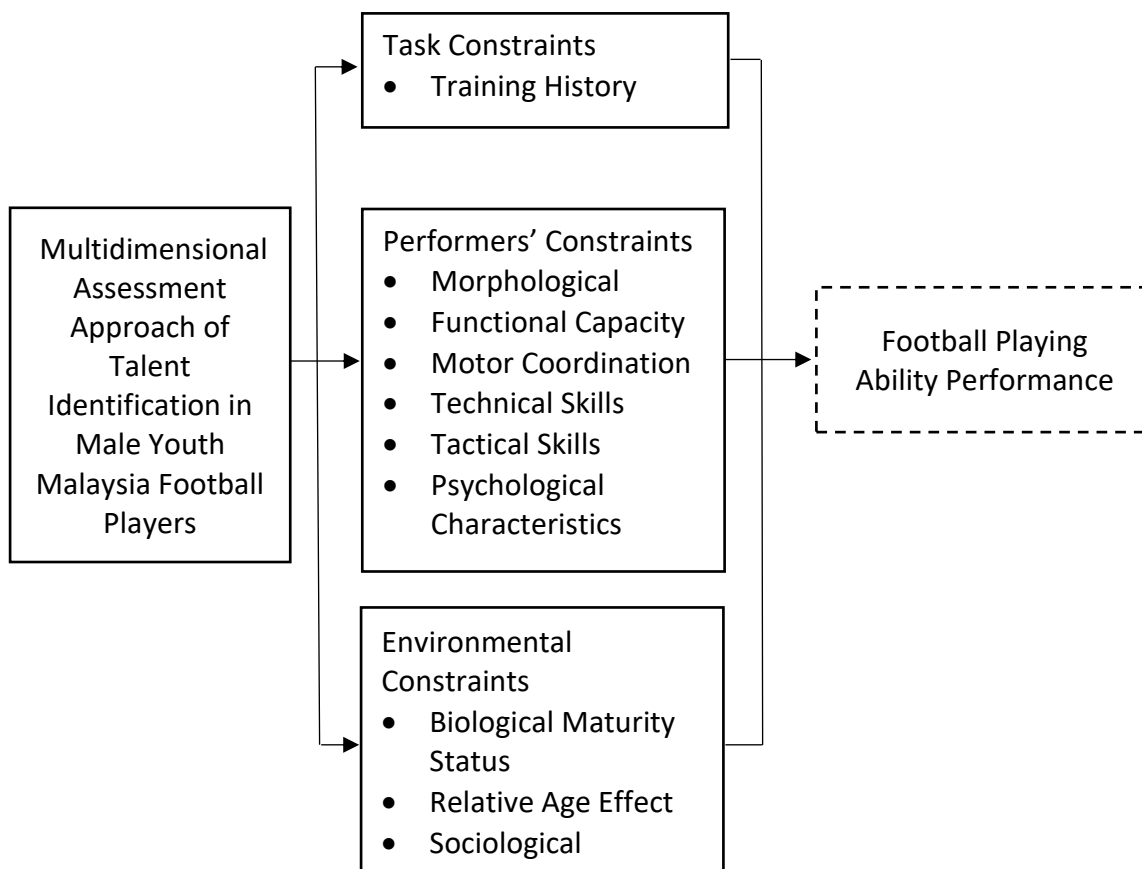 Task Constraints
• Training History
Multidimensional
Assessment
Approach of
Talent
Identification in
Male Youth
Malaysia Football
Players
Performers’ Constraints
• Morphological
• Functional Capacity
• Motor Coordination
• Technical Skills
• Tactical Skills
• Psychological
Characteristics
Football Playing
Ability Performance
Environmental
Constraints
• Biological Maturity
Status
• Relative Age Effect
• Sociological